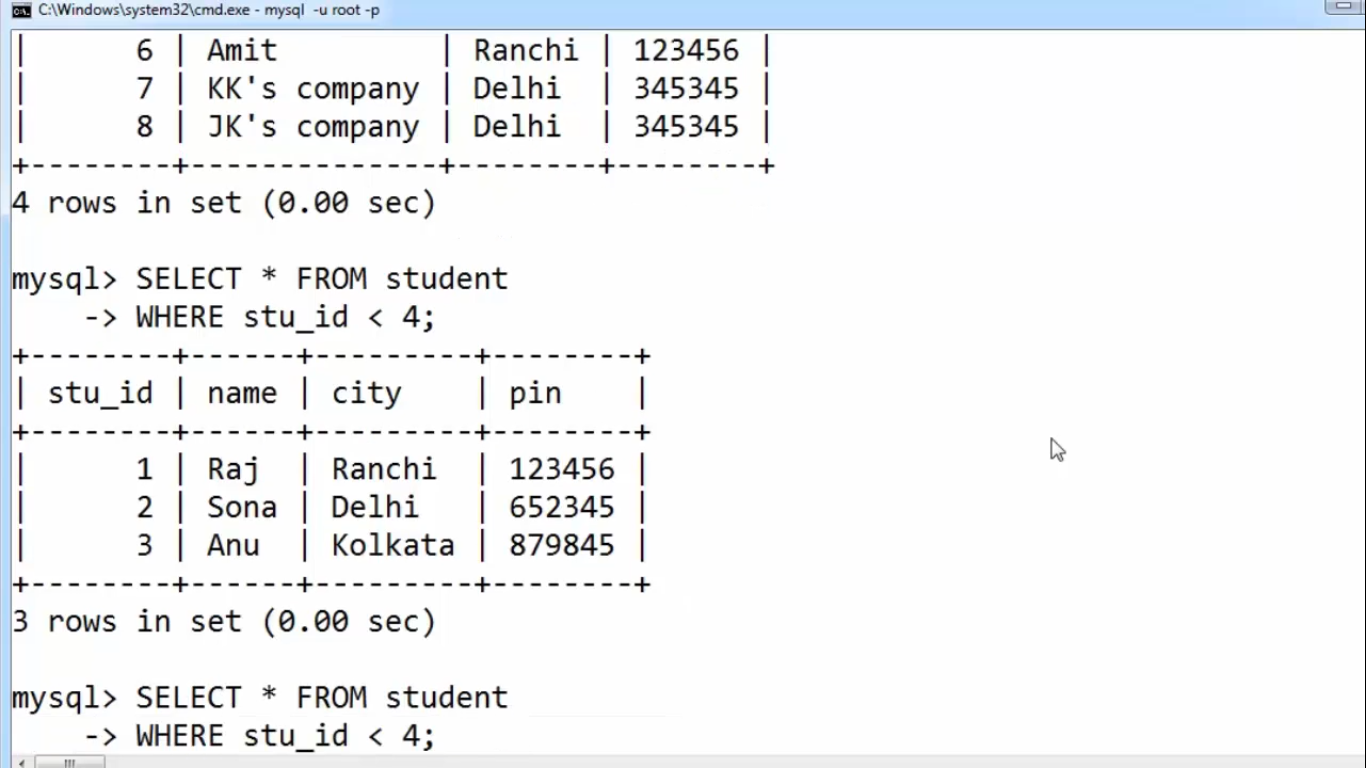 C:\Windows\system32\cmd.exe - mysql  -u root -p
|      6 | Amit         | Ranchi | 123456 |
|      7 | KK's company | Delhi  | 345345 |
|      8 | JK's company | Delhi  | 345345 |
+--------+--------------+--------+--------+
4 rows in set (0.00 sec)
mysql> SELECT * FROM student
    -> WHERE stu_id < 4;
+--------+------+---------+--------+
| stu_id | name | city    | pin    |
+--------+------+---------+--------+
|      1 | Raj  | Ranchi  | 123456 |
|      2 | Sona | Delhi   | 652345 |
|      3 | Anu  | Kolkata | 879845 |
+--------+------+---------+--------+
3 rows in set (0.00 sec)
mysql> SELECT * FROM student
    -> WHERE stu_id < 4;